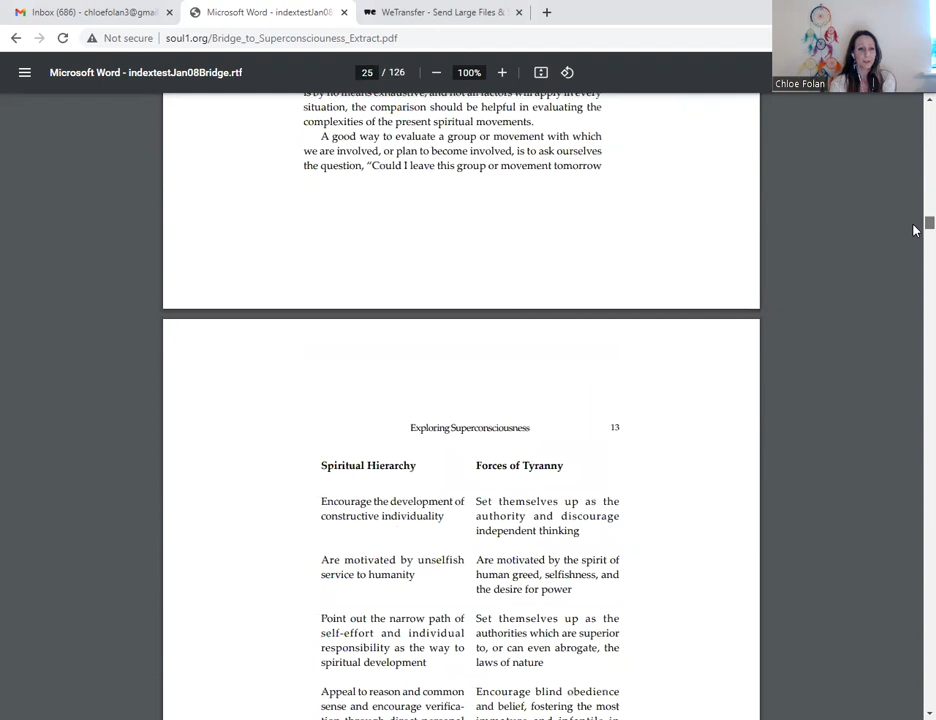 Inbox (686) - chloefolan3@gmail
Microsoft Word - indextestJan08
WeTransfer - Send Large Files &
Not secure
soul1.org/Bridge_to_Superconsciouness_Extract.pdf
Microsoft Word - indextestJan08Bridge.rtf
25 / 126
100%
Chloe Folan
is by no means exhaustive, and not all factors will apply in every
situation, the comparison should be helpful in evaluating the
complexities of the present spiritual movements.
A good way to evaluate a group or movement with which
we are involved, or plan to become involved, is to ask ourselves
the question, “Could I leave this group or movement tomorrow
Exploring Superconsciousness 13
Spiritual Hierarchy
Encourage the development of
constructive individuality
Are motivated by unselfish
service to humanity
Point out the narrow path of
self-effort and individual
responsibility as the way to
spiritual development
Appeal to reason and common
sense and encourage verifica-
tion through direct personal
Forces of Tyranny
Set themselves up as the
authority and discourage
independent thinking
Are motivated by the spirit of
human greed, selfishness, and
the desire for power
Set themselves up as the
authorities which are superior
to, or can even abrogate, the
laws of nature
Encourage blind obedience
and belief, fostering the most
immature and infantile in